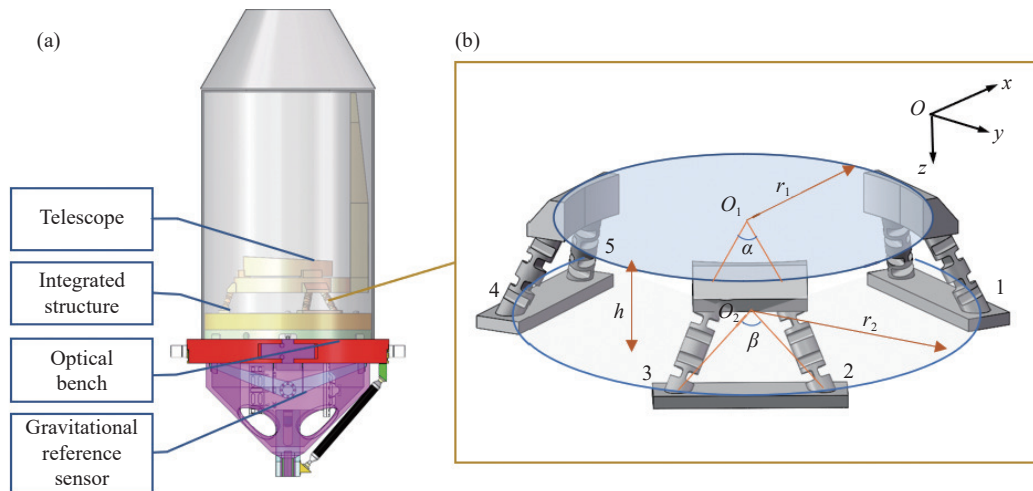 (a)
Telescope
Integrated
structure
Optical
bench
Gravitational
reference
sensor
(b)
x
O
y
z
r1
O1
α
5
4
1
h
O2
r2
β
3
2